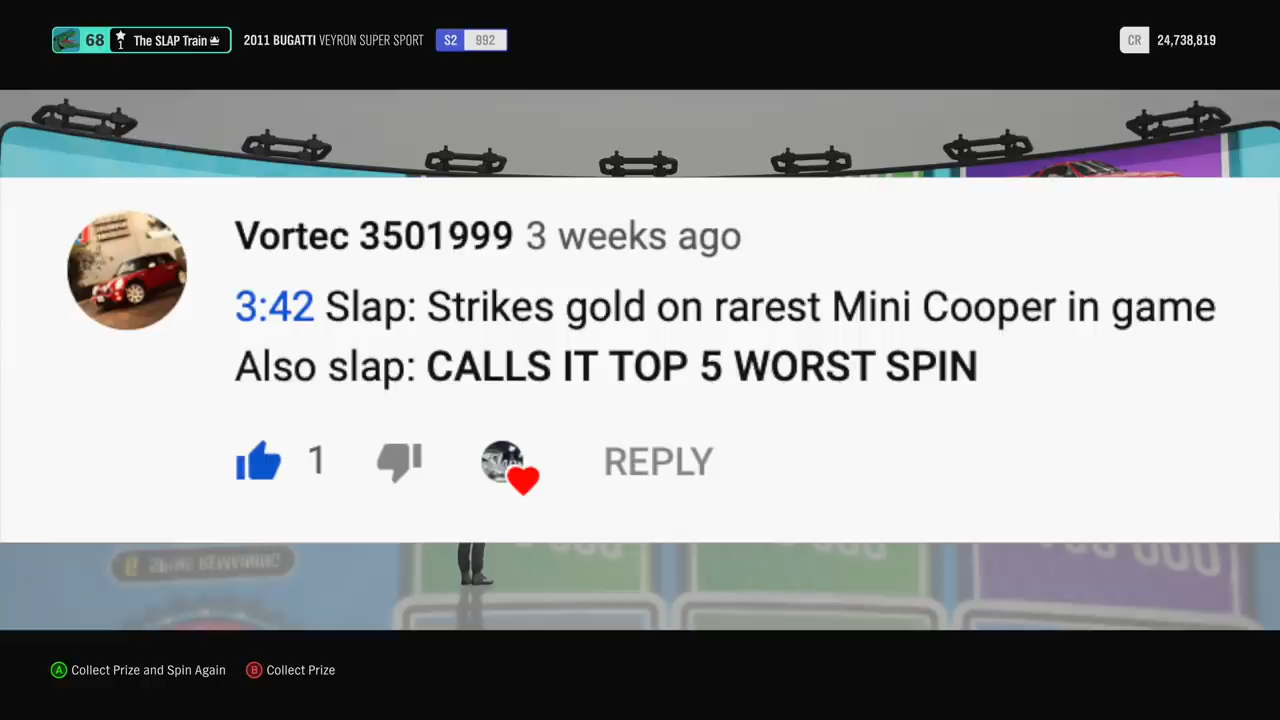 68 1 The SLAP Train 2011 BUGATTI VEYRON SUPER SPORT S2 992 CR 24,738,819
Vortec 3501999 3 weeks ago
3:42 Slap: Strikes gold on rarest Mini Cooper in game
Also slap: CALLS IT TOP 5 WORST SPIN
1 REPLY
A Collect Prize and Spin Again B Collect Prize